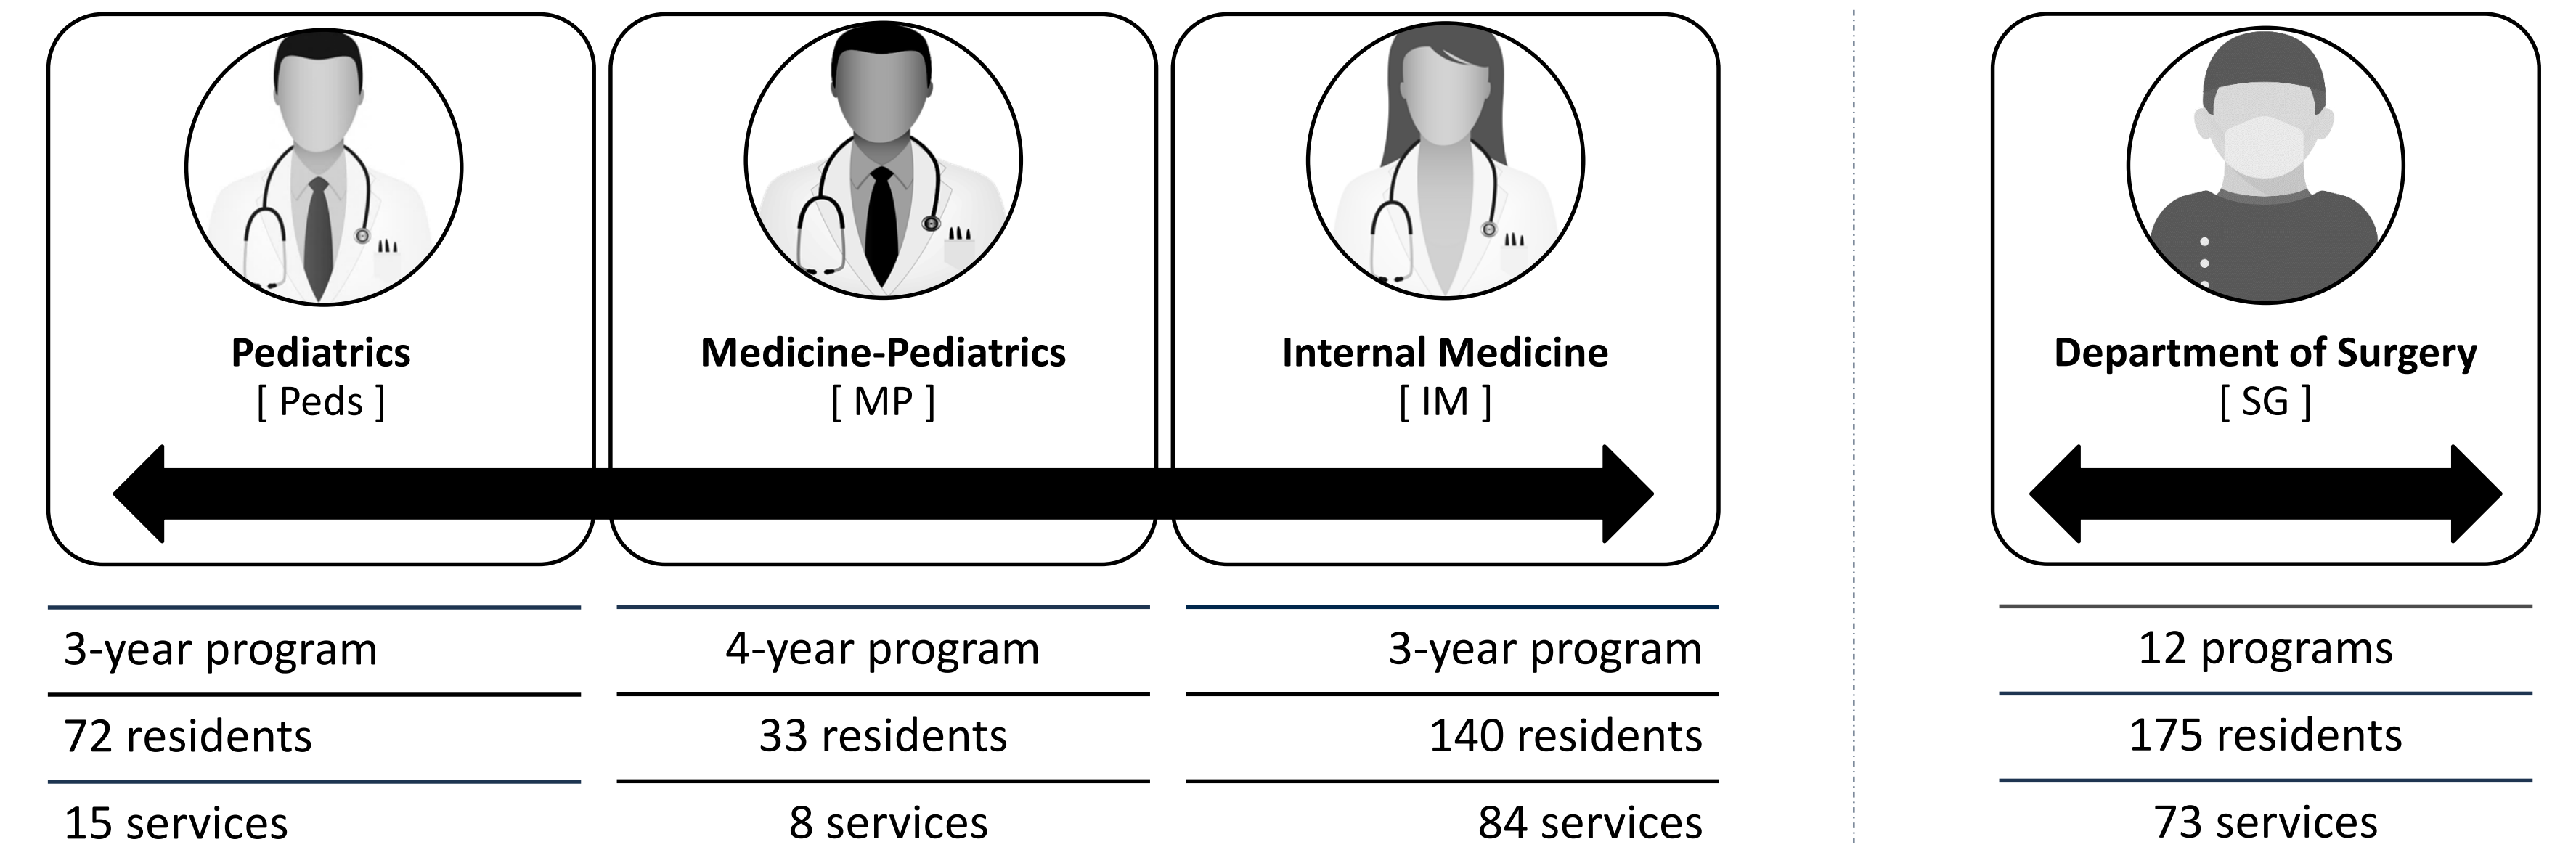 Pediatrics
[ Peds ]
3-year program
72 residents
15 services
Medicine-Pediatrics
[ MP ]
4-year program
33 residents
8 services
Internal Medicine
[ IM ]
3-year program
140 residents
84 services
Department of Surgery
[ SG ]
12 programs
175 residents
73 services